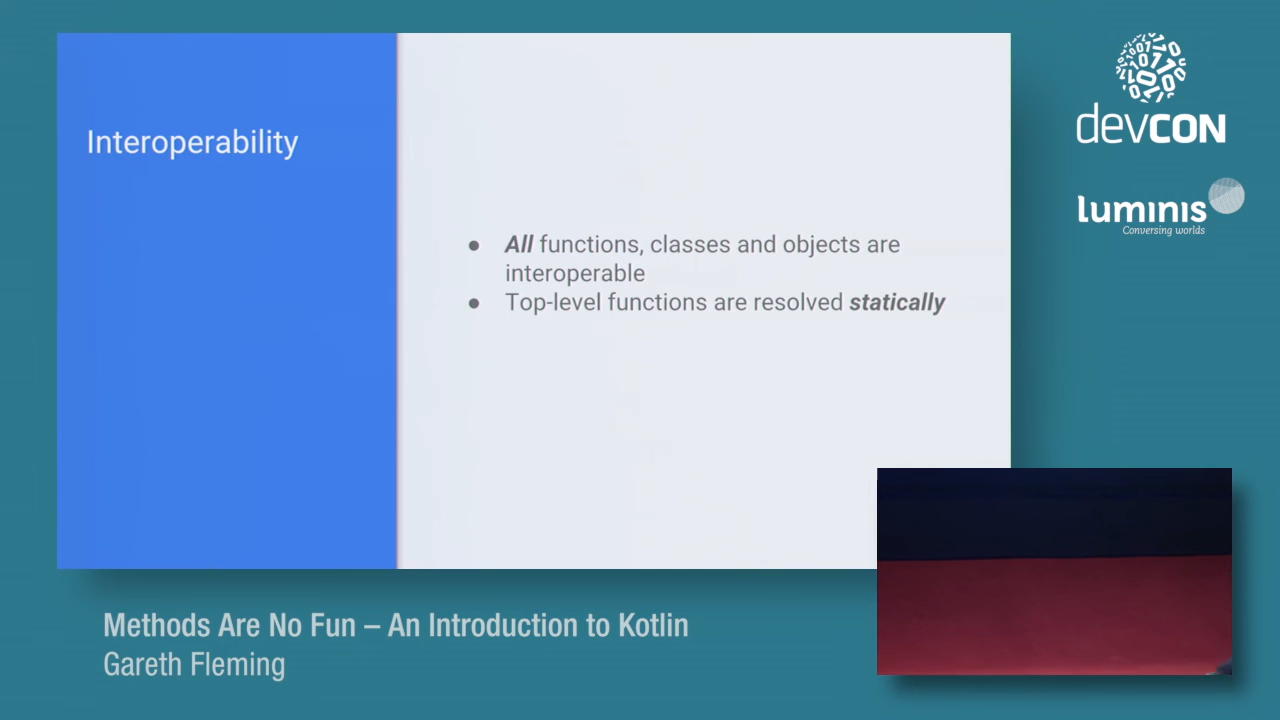 Interoperability
● All functions, classes and objects are
interoperable
● Top-level functions are resolved statically
devCON
luminis
Conversing worlds
Methods Are No Fun – An Introduction to Kotlin
Gareth Fleming